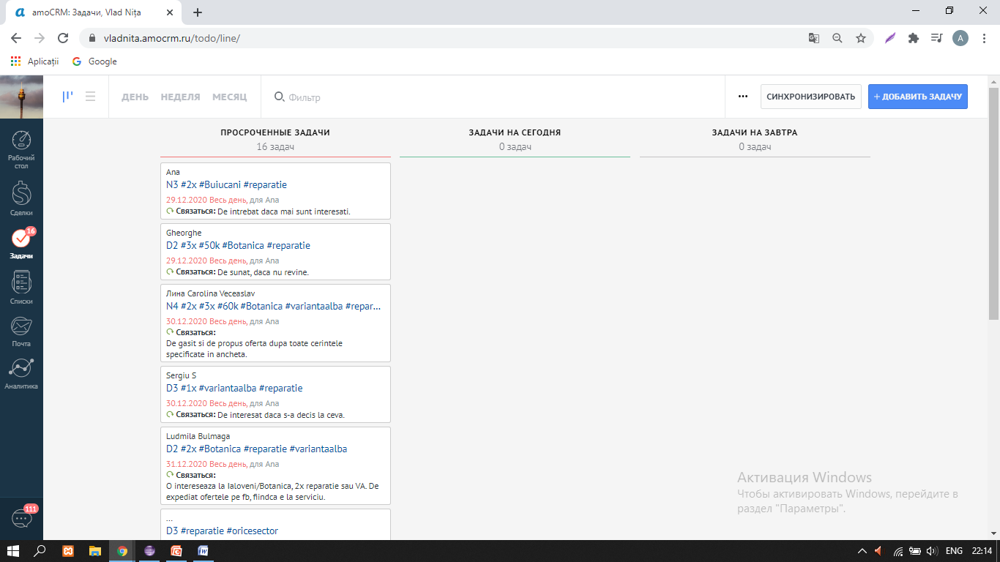 amoCRM: Задачи, Vlad Nița
vladnita.amocrm.ru/todo/line/
A
Aplicații
Google
ДЕНЬ НЕДЕЛЯ МЕСЯЦ
Фильтр
СИНХРОНИЗИРОВАТЬ
+ ДОБАВИТЬ ЗАДАЧУ
Рабочий
стол
Сделки
16
Задачи
Списки
Почта
Аналитика
111
ПРОСРОЧЕННЫЕ ЗАДАЧИ
16 задач
ЗАДАЧИ НА СЕГОДНЯ
0 задач
ЗАДАЧИ НА ЗАВТРА
0 задач
Ana
N3 #2x #Buiucani #reparatie
29.12.2020 Весь день, для Ana
Связаться: De intrebat daca mai sunt interesati.
Gheorghe
D2 #3x #50k #Botanica #reparatie
29.12.2020 Весь день, для Ana
Связаться: De sunat, daca nu revine.
Лина Carolina Veceaslav
N4 #2x #3x #60k #Botanica #variantaalba #repar...
30.12.2020 Весь день, для Ana
Связаться:
De gasit si de propus oferta dupa toate cerintele
specificate in ancheta.
Sergiu S
D3 #1x #variantaalba #reparatie
30.12.2020 Весь день, для Ana
Связаться: De interesat daca s-a decis la ceva.
Ludmila Bulmaga
D2 #2x #Botanica #reparatie #variantaalba
31.12.2020 Весь день, для Ana
Связаться:
O intereseaza la Ialoveni/Botanica, 2x reparatie sau VA. De
expediat ofertele pe fb, fiindca e la serviciu.
...
D3 #reparatie #oricesector
Активация Windows
Чтобы активировать Windows, перейдите в
раздел "Параметры".
ENG
22:14